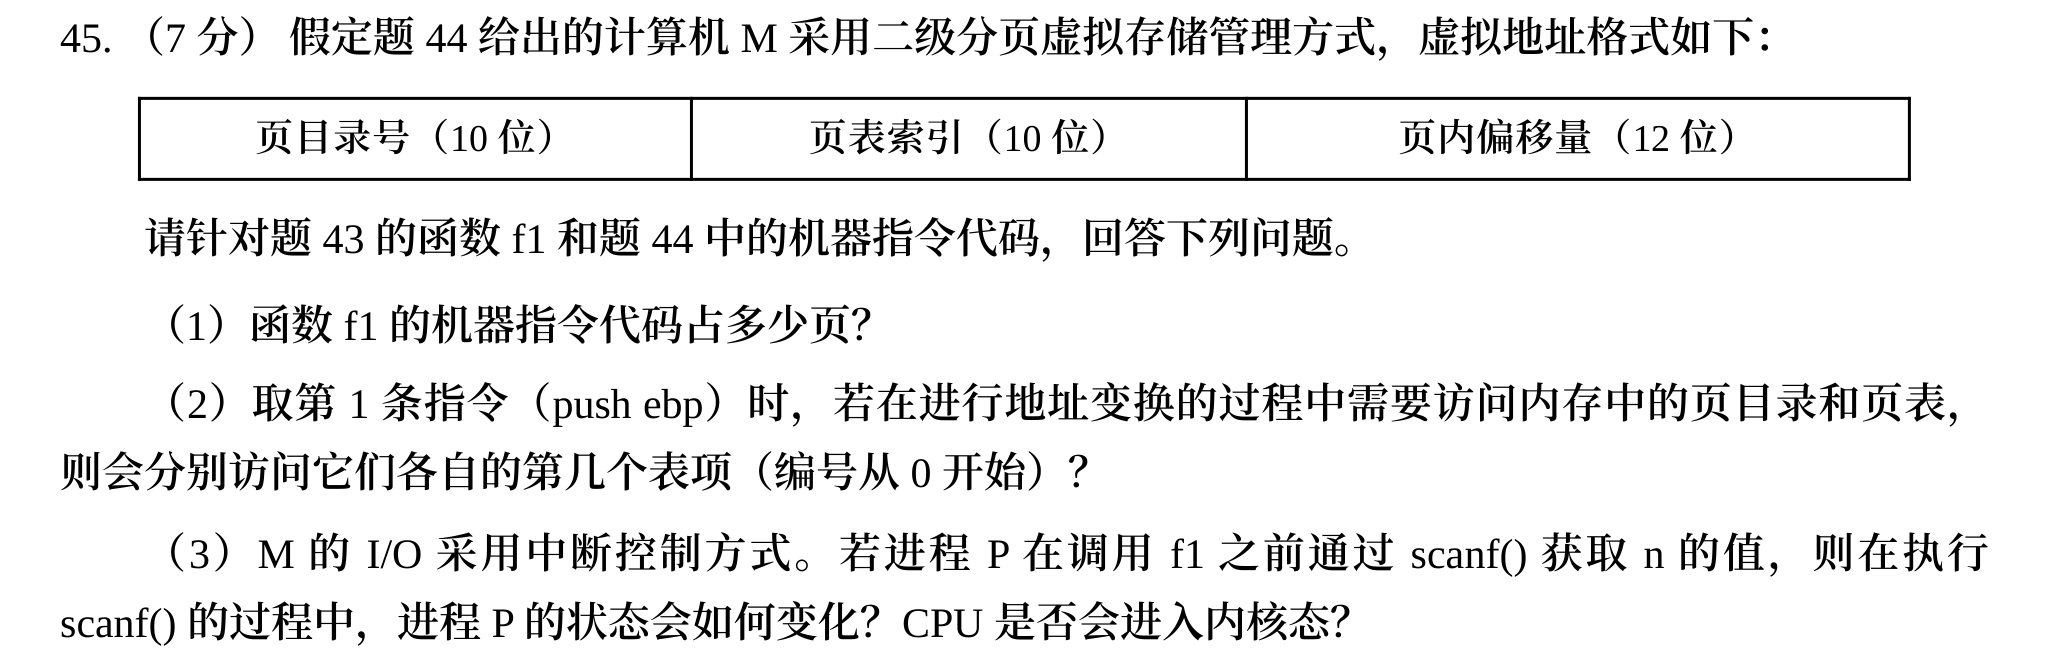 45. （7 分） 假定题 44 给出的计算机 M 采用二级分页虚拟存储管理方式，虚拟地址格式如下：
页目录号（10 位） 页表索引（10 位） 页内偏移量（12 位）
请针对题 43 的函数 f1 和题 44 中的机器指令代码，回答下列问题。
（1）函数 f1 的机器指令代码占多少页？
（2）取第 1 条指令（push ebp）时，若在进行地址变换的过程中需要访问内存中的页目录和页表，
则会分别访问它们各自的第几个表项（编号从 0 开始）？
（3）M 的 I/O 采用中断控制方式。若进程 P 在调用 f1 之前通过 scanf() 获取 n 的值，则在执行
scanf() 的过程中，进程 P 的状态会如何变化？CPU 是否会进入内核态？